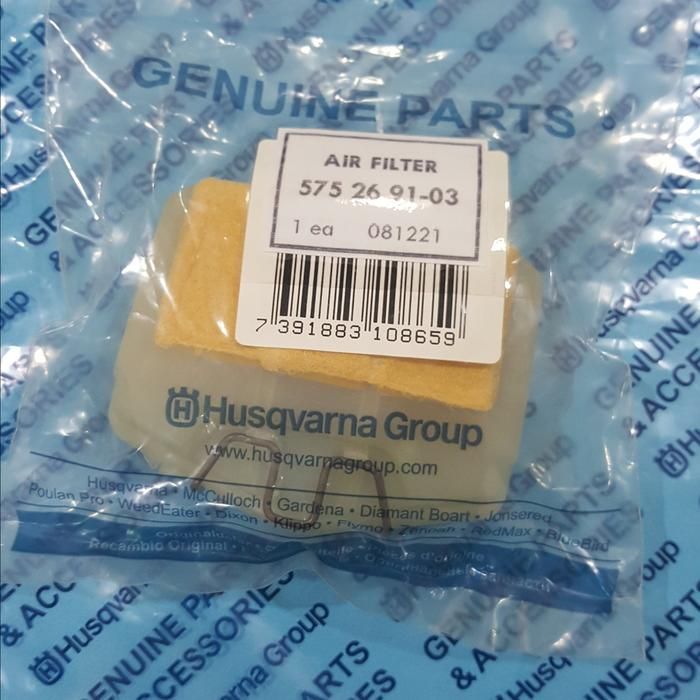 GENUINE PARTS
AIR FILTER
575 26 91-03
1 ea 081221
7 391883 108659
Husqvarna Group
www.husqvarnagroup.com
Husqvarna • McCulloch • Gardena • Diamant Boart • Jonsered
Poulan Pro • WeedEater • Dixon • Klippo • Flymo • Zenoah • RedMax • BlueBird
Recambio Original • Pièces d'origine
GENUINE PARTS
& ACCESSORIES
Husqvarna Group